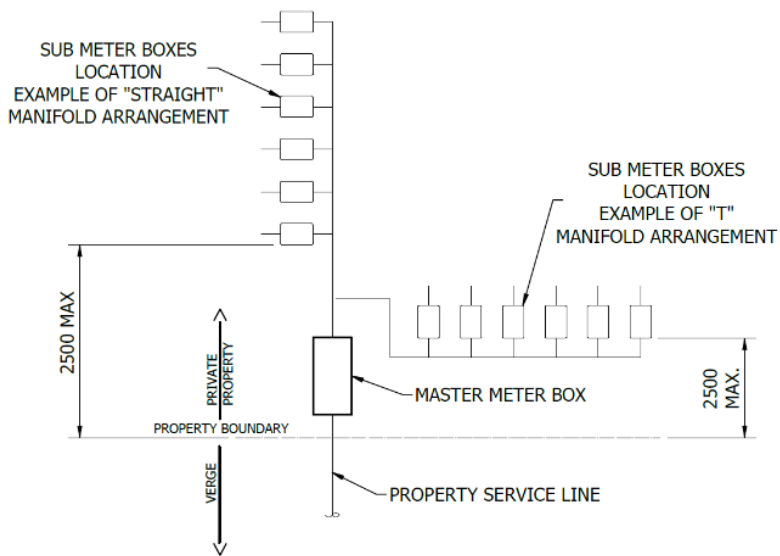 SUB METER BOXES
LOCATION
EXAMPLE OF "STRAIGHT"
MANIFOLD ARRANGEMENT
SUB METER BOXES
LOCATION
EXAMPLE OF "T"
MANIFOLD ARRANGEMENT
2500 MAX
PRIVATE
PROPERTY
MASTER METER BOX
2500
MAX.
PROPERTY BOUNDARY
VERGE
PROPERTY SERVICE LINE